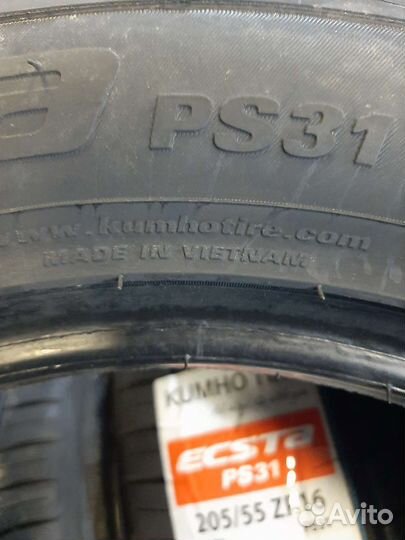 PS31
www.kumhotire.com
MADE IN VIETNAM
KUMHO
ECSTA
PS31
205/55 ZR16
Avito